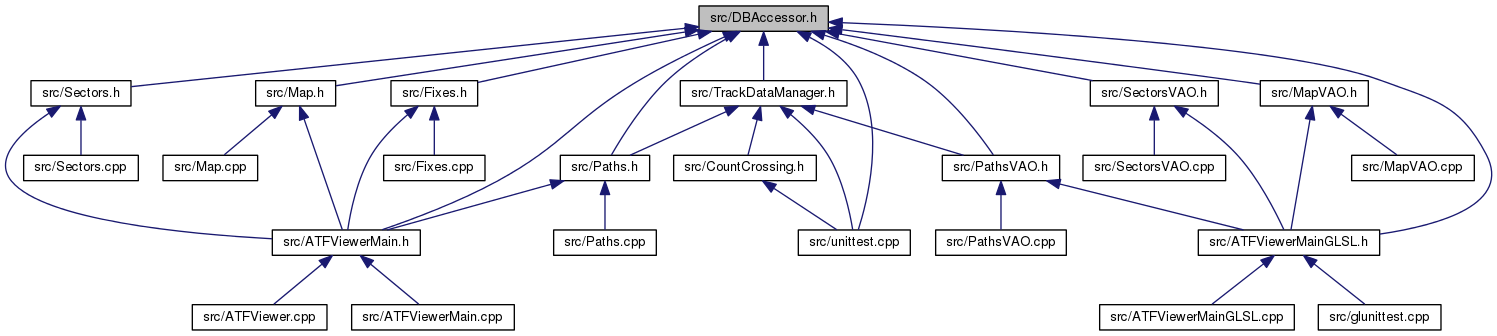 src/DBAccessor.h
src/Sectors.h
src/Map.h
src/Fixes.h
src/TrackDataManager.h
src/SectorsVAO.h
src/MapVAO.h
src/Sectors.cpp
src/Map.cpp
src/Fixes.cpp
src/Paths.h
src/CountCrossing.h
src/PathsVAO.h
src/SectorsVAO.cpp
src/MapVAO.cpp
src/ATFViewerMain.h
src/Paths.cpp
src/unittest.cpp
src/PathsVAO.cpp
src/ATFViewerMainGLSL.h
src/ATFViewer.cpp
src/ATFViewerMain.cpp
src/ATFViewerMainGLSL.cpp
src/glunittest.cpp